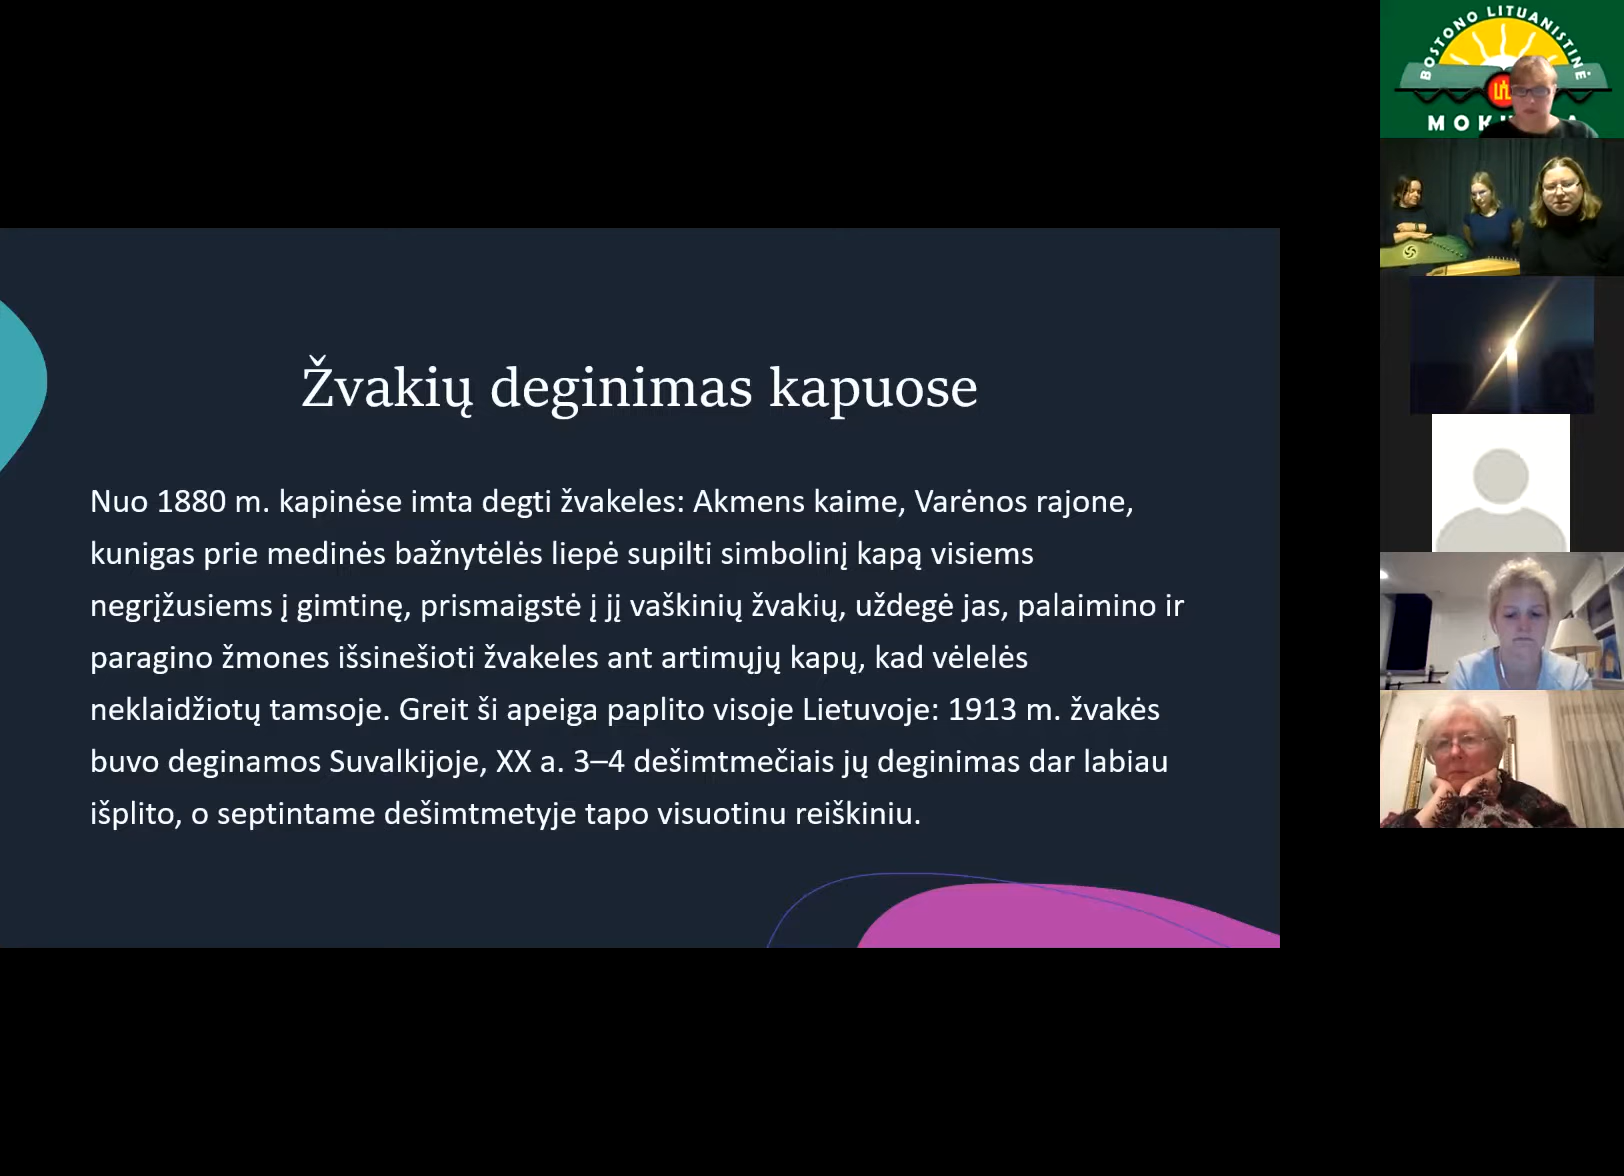 Žvakių deginimas kapuose
Nuo 1880 m. kapinėse imta degti žvakeles: Akmens kaime, Varėnos rajone,
kunigas prie medinės bažnytėlės liepė supilti simbolinį kapą visiems
negrįžusiems į gimtinę, prismaigstė į jį vaškinių žvakių, uždegė jas, palaimino ir
paragino žmones išsinešioti žvakeles ant artimųjų kapų, kad vėlelės
neklaidžiotų tamsoje. Greit ši apeiga paplito visoje Lietuvoje: 1913 m. žvakės
buvo deginamos Suvalkijoje, XX a. 3–4 dešimtmečiais jų deginimas dar labiau
išplito, o septintame dešimtmetyje tapo visuotinu reiškiniu.
BOSTONO LITUANISTINĖ